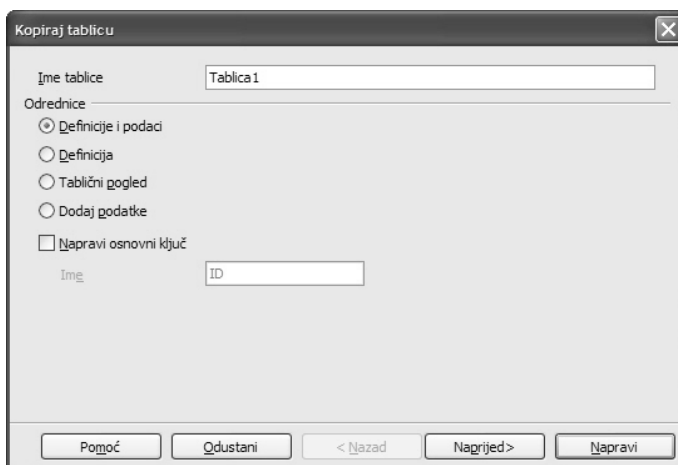 Kopiraj tablicu
Ime tablice Tablica1
Odrednice
Definicije i podaci
Definicija
Tablični pogled
Dodaj podatke
Napravi osnovni ključ
Ime ID
Pomoć Odustani < Nazad Naprijed> Napravi